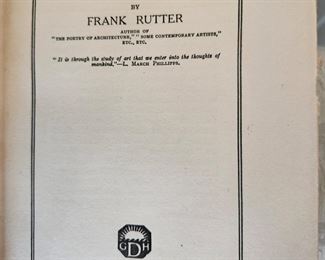 BY
FRANK RUTTER
AUTHOR OF
"THE POETRY OF ARCHITECTURE," "SOME CONTEMPORARY ARTISTS,"
ETC., ETC.
"It is through the study of art that we enter into the thoughts of
mankind."—L. MARCH PHILLIPPS.
GDH